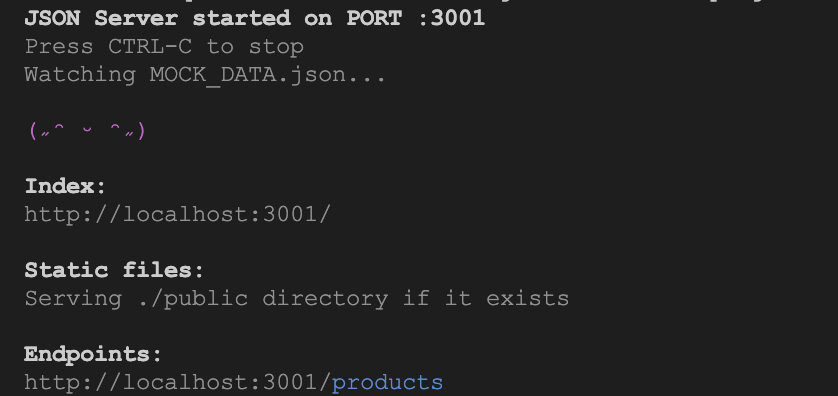 JSON Server started on PORT :3001
Press CTRL-C to stop
Watching MOCK_DATA.json...
(˶ᵔ ᵕ ᵔ˶)
Index:
http://localhost:3001/
Static files:
Serving ./public directory if it exists
Endpoints:
http://localhost:3001/products